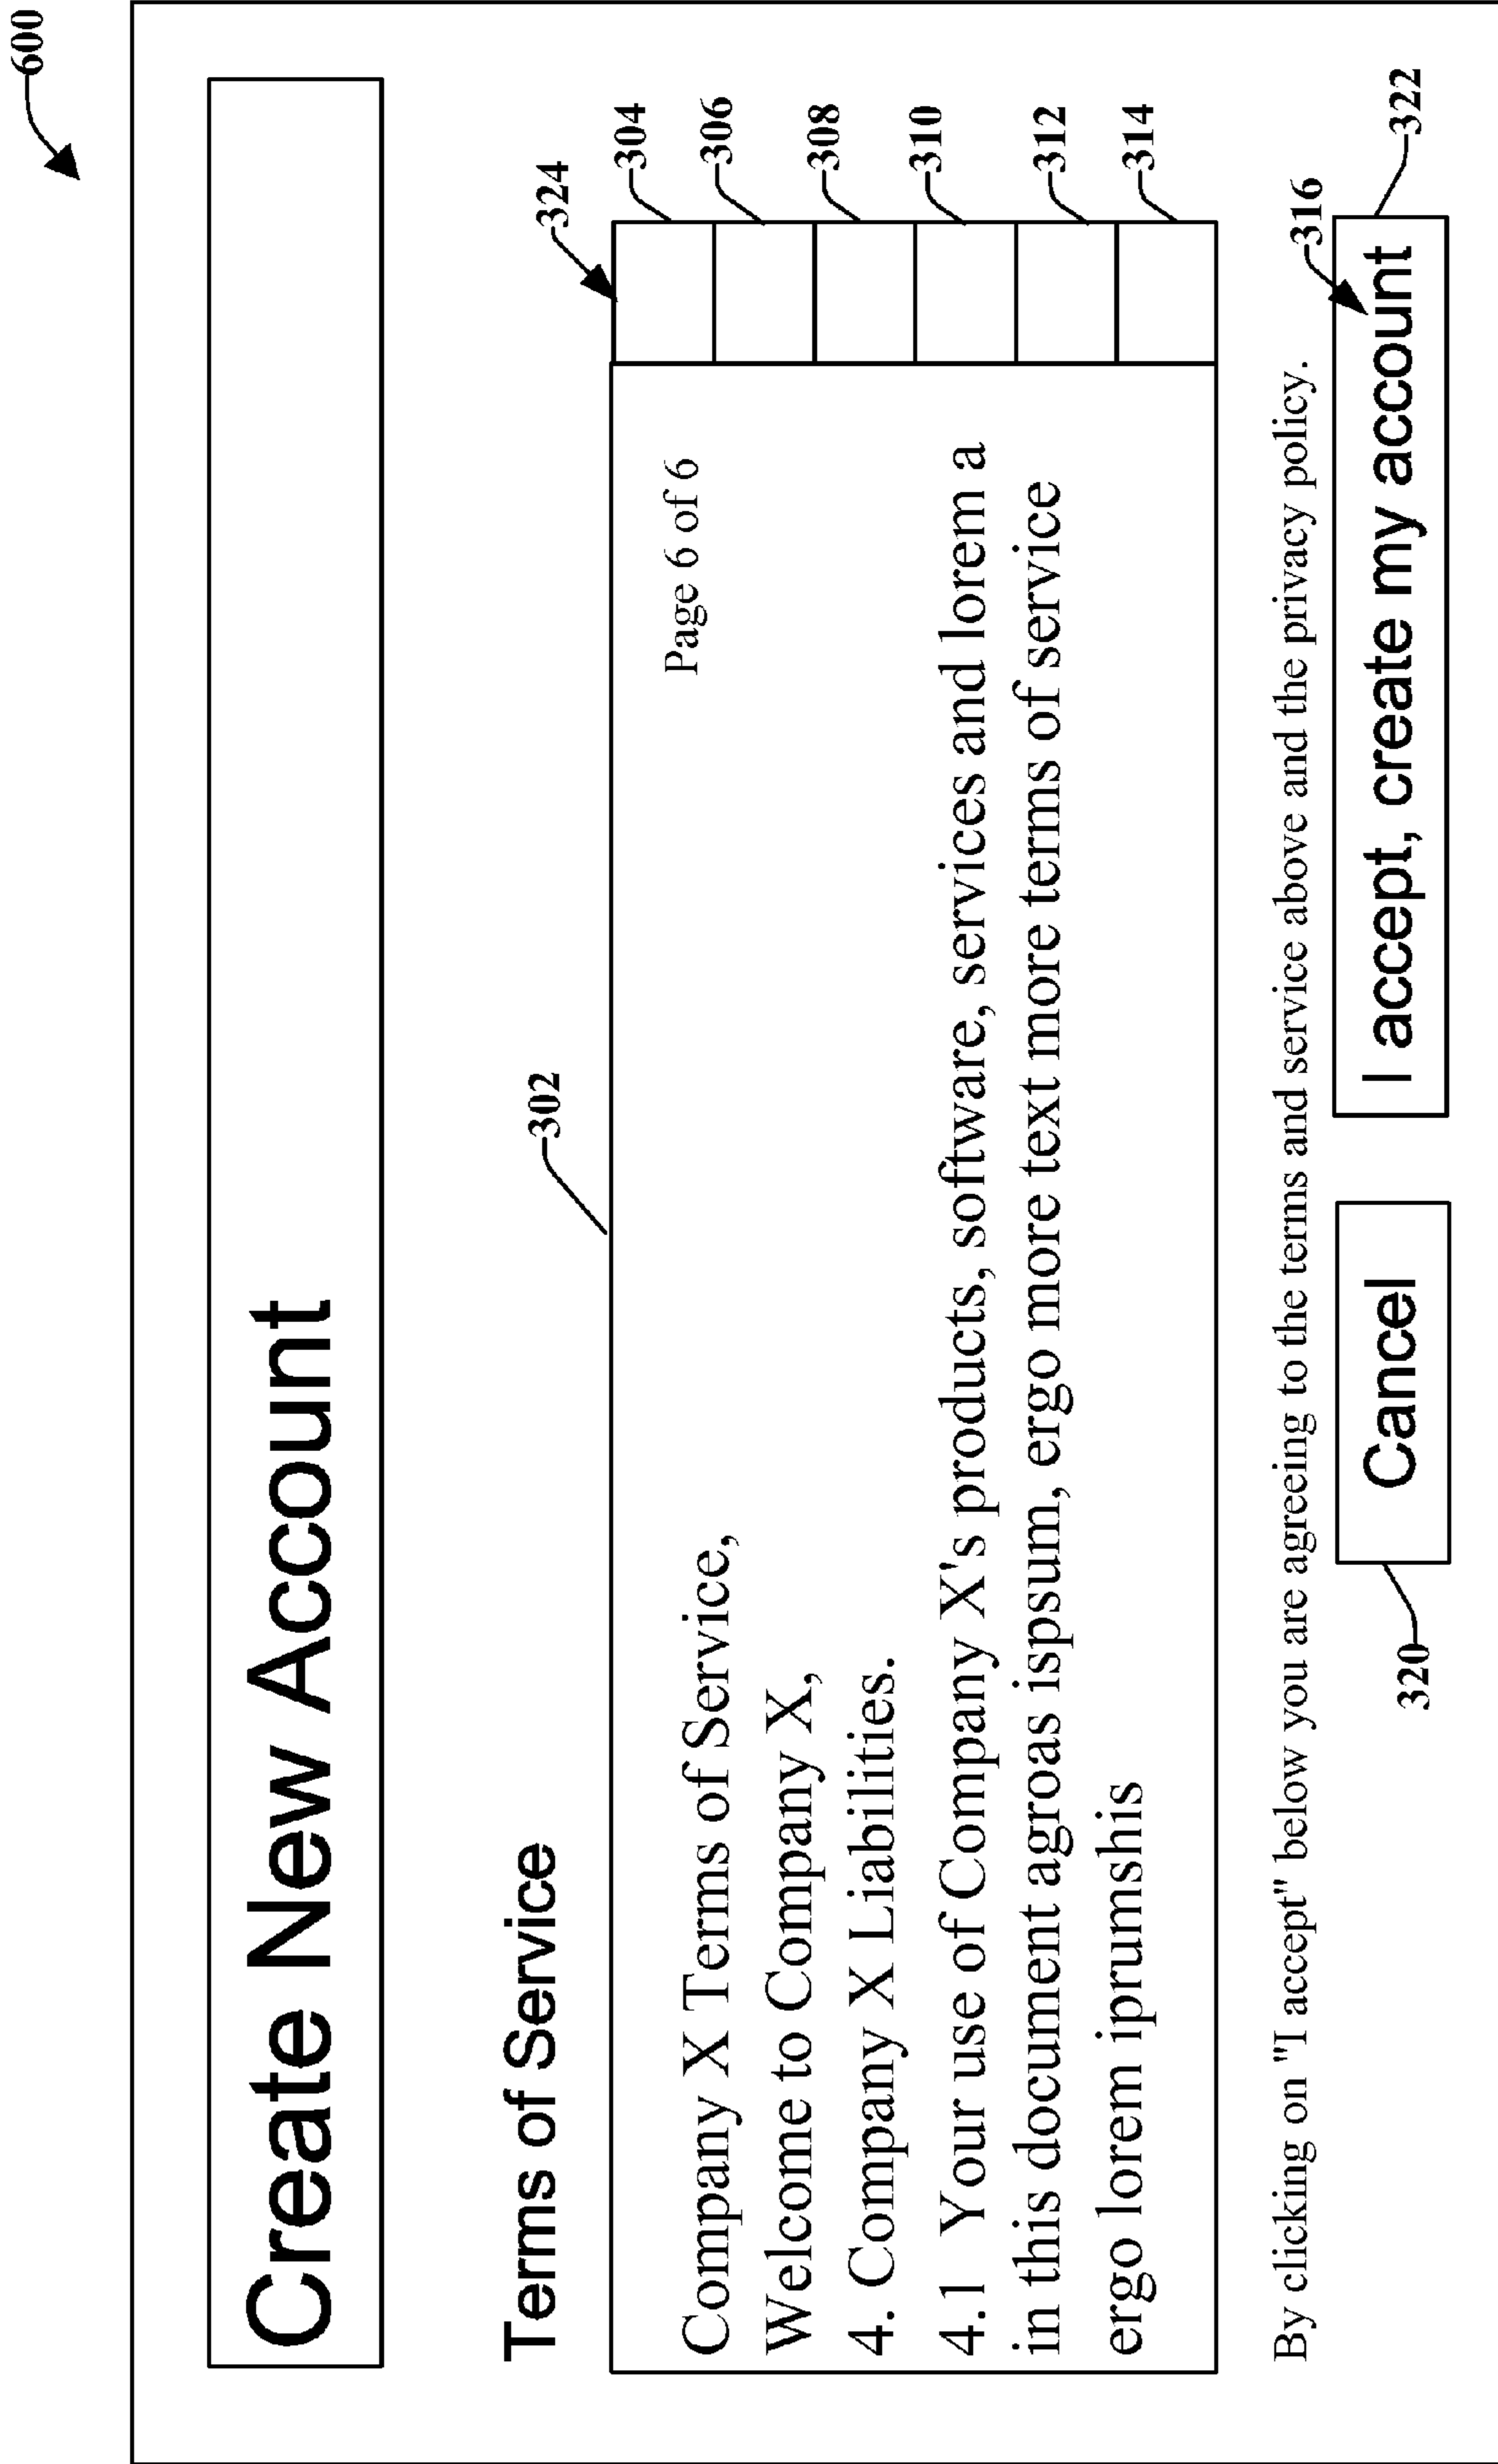 600
Create New Account
Terms of Service
302
324
Company X Terms of Service,
Page 6 of 6
Welcome to Company X,
4. Company X Liabilities.
4.1 Your use of Company X's products, software, services and lorem a
in this document agroas ispsum, ergo more text more terms of service
ergo lorem iprumshis
304
306
308
310
312
314
By clicking on "I accept" below you are agreeing to the terms and service above and the privacy policy.
316
Cancel
I accept, create my account
320
322